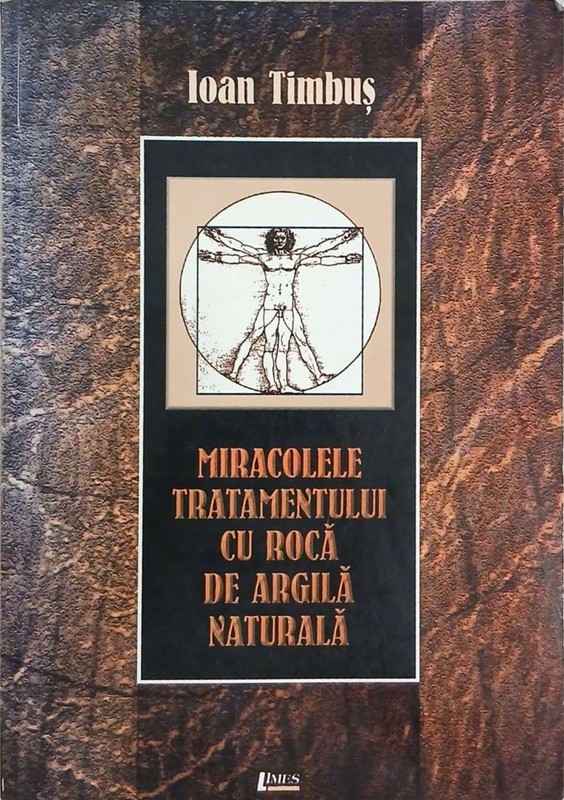 Ioan Timbuș
MIRACOLELE
TRATAMENTULUI
CU ROCĂ
DE ARGILĂ
NATURALĂ
LIMES